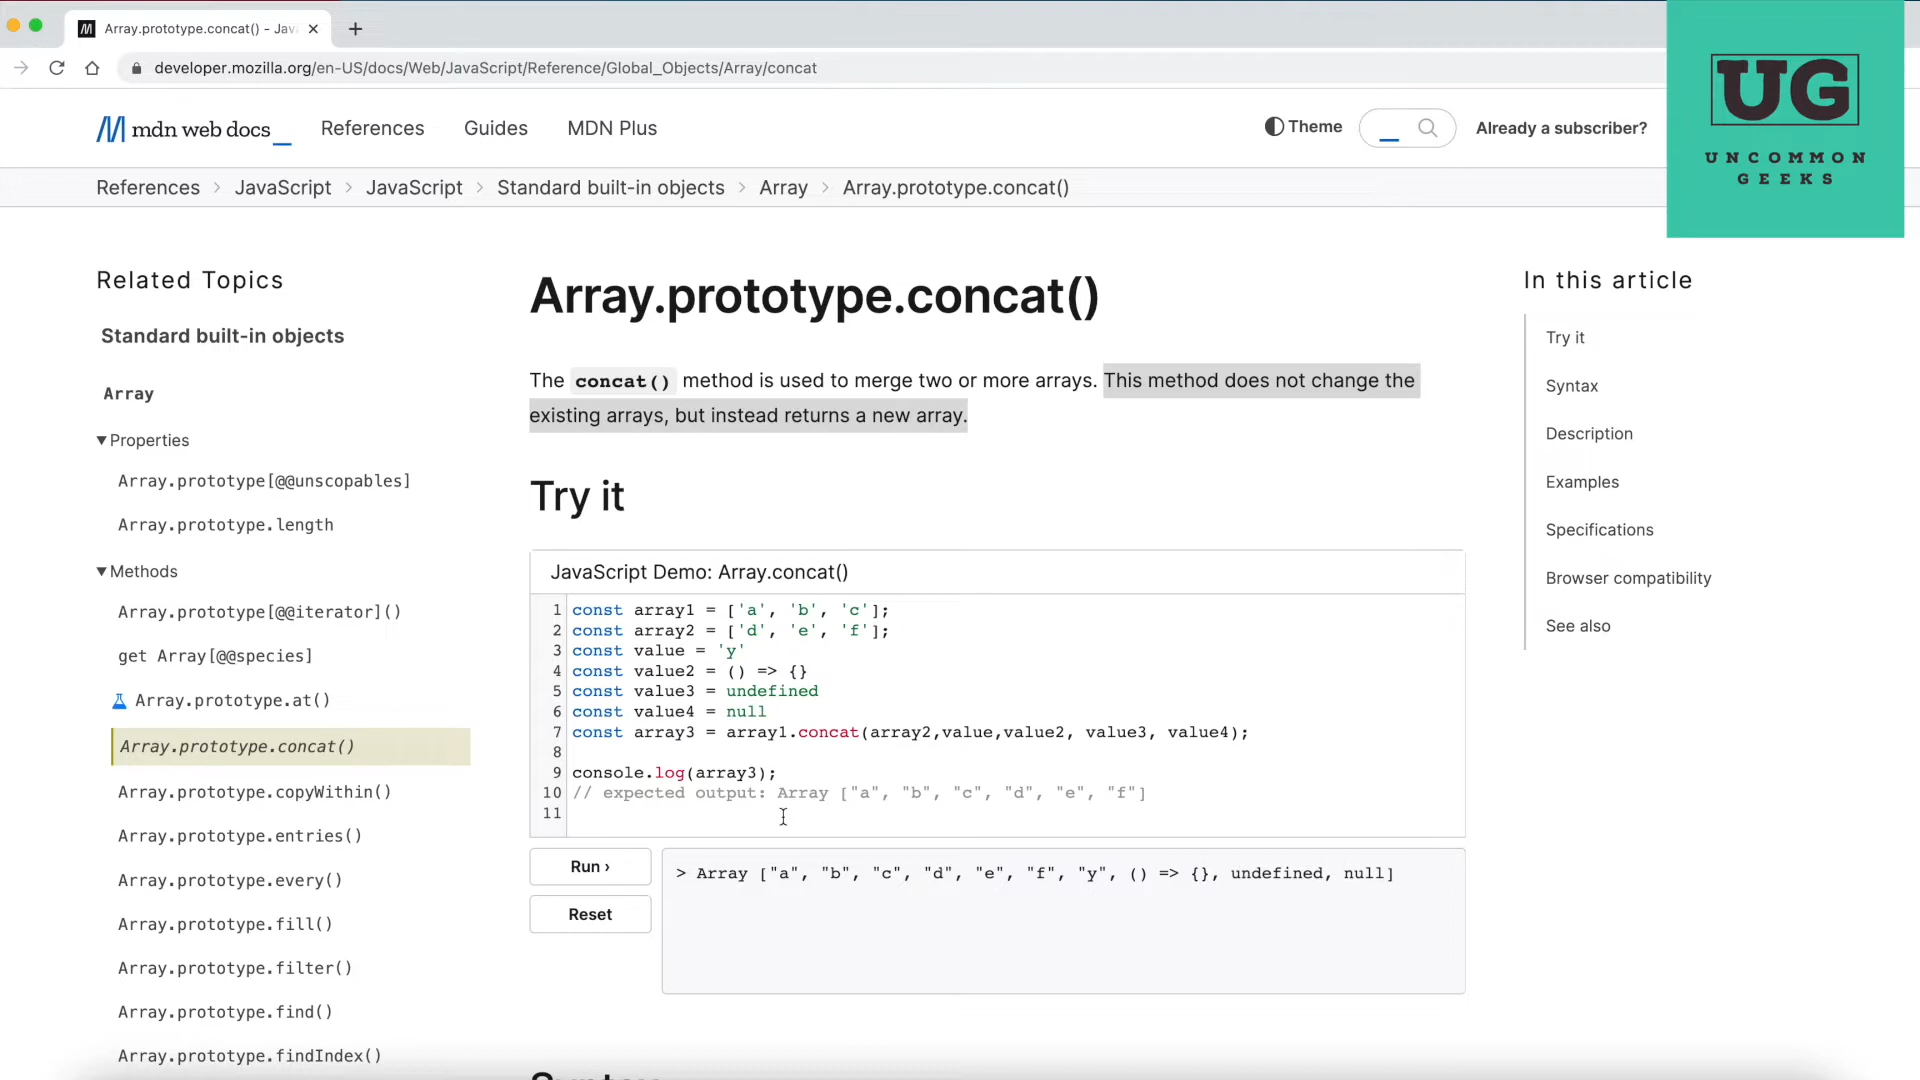 Array.prototype.concat() - Jav
developer.mozilla.org/en-US/docs/Web/JavaScript/Reference/Global_Objects/Array/concat
UG
UNCOMMON
GEEKS
mdn web docs_
References
Guides
MDN Plus
Theme
Already a subscriber?
References > JavaScript > JavaScript > Standard built-in objects > Array > Array.prototype.concat()
Related Topics
Standard built-in objects
Array
Properties
Array.prototype[@@unscopables]
Array.prototype.length
Methods
Array.prototype[@@iterator]()
get Array[@@species]
Array.prototype.at()
Array.prototype.concat()
Array.prototype.copyWithin()
Array.prototype.entries()
Array.prototype.every()
Array.prototype.fill()
Array.prototype.filter()
Array.prototype.find()
Array.prototype.findIndex()
Array.prototype.concat()
The concat() method is used to merge two or more arrays. This method does not change the
existing arrays, but instead returns a new array.
Try it
JavaScript Demo: Array.concat()
1 const array1 = ['a', 'b', 'c'];
2 const array2 = ['d', 'e', 'f'];
3 const value = 'y'
4 const value2 = () => {}
5 const value3 = undefined
6 const value4 = null
7 const array3 = array1.concat(array2,value,value2, value3, value4);
8
9 console.log(array3);
10 // expected output: Array ["a", "b", "c", "d", "e", "f"]
11
Run ›
Reset
> Array ["a", "b", "c", "d", "e", "f", "y", () => {}, undefined, null]
In this article
Try it
Syntax
Description
Examples
Specifications
Browser compatibility
See also